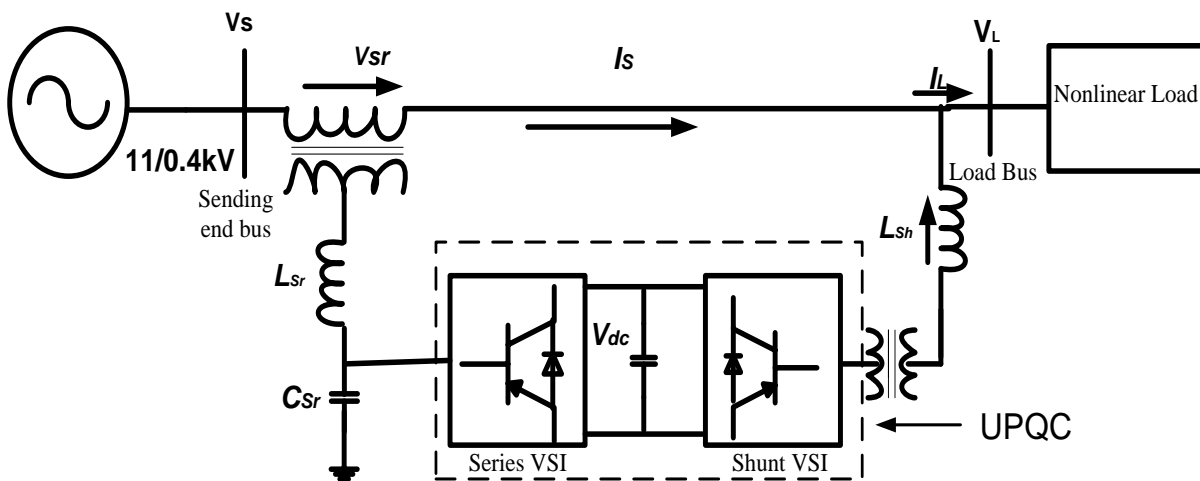 Vs
Vsr
Is
IL
VL
Nonlinear Load
11/0.4kV
Sending
end bus
Load Bus
LSr
LSh
Vdc
CSr
UPQC
Series VSI
Shunt VSI